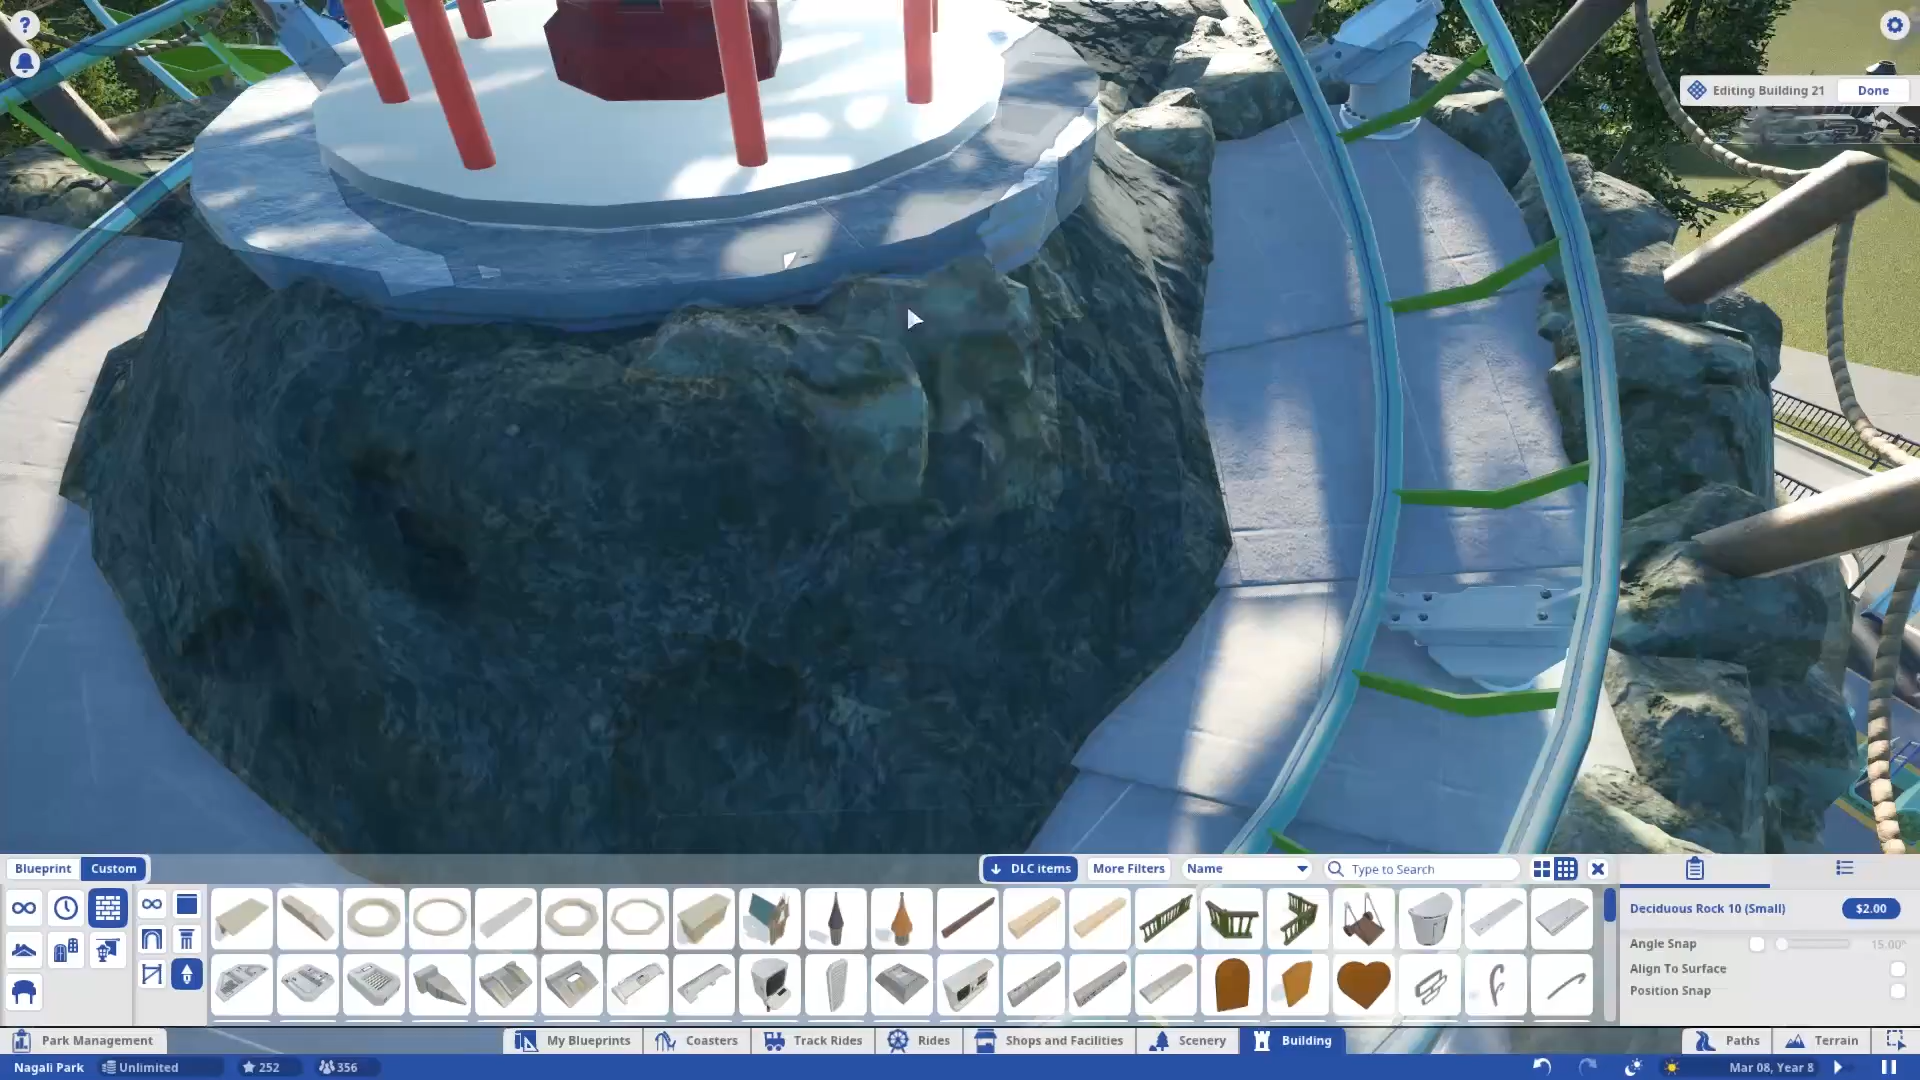 ?
Editing Building 21
Done
Blueprint
Custom
DLC items
More Filters
Name
Type to Search
Deciduous Rock 10 (Small)
$2.00
Angle Snap
15.00°
Align To Surface
Position Snap
Park Management
My Blueprints
Coasters
Track Rides
Rides
Shops and Facilities
Scenery
Building
Paths
Terrain
Nagali Park
Unlimited
252
356
Mar 08, Year 8